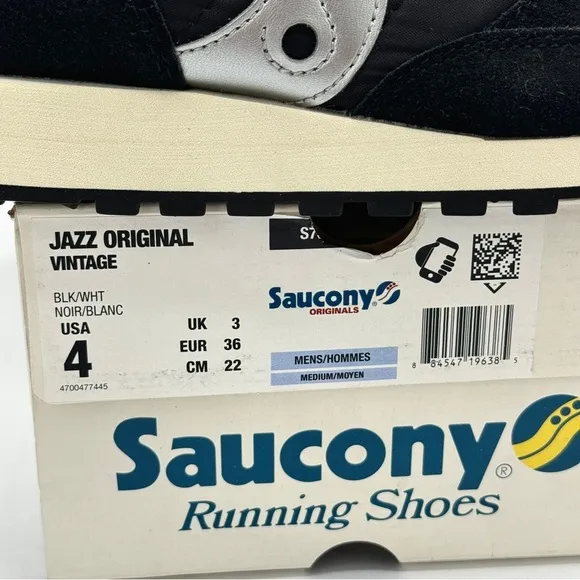 JAZZ ORIGINAL
VINTAGE
BLK/WHT
NOIR/BLANC
USA
4
4700477445
UK 3
EUR 36
CM 22
Saucony
ORIGINALS
MENS/HOMMES
MEDIUM/MOYEN
8 84547 19638 5
Saucony®
Running Shoes